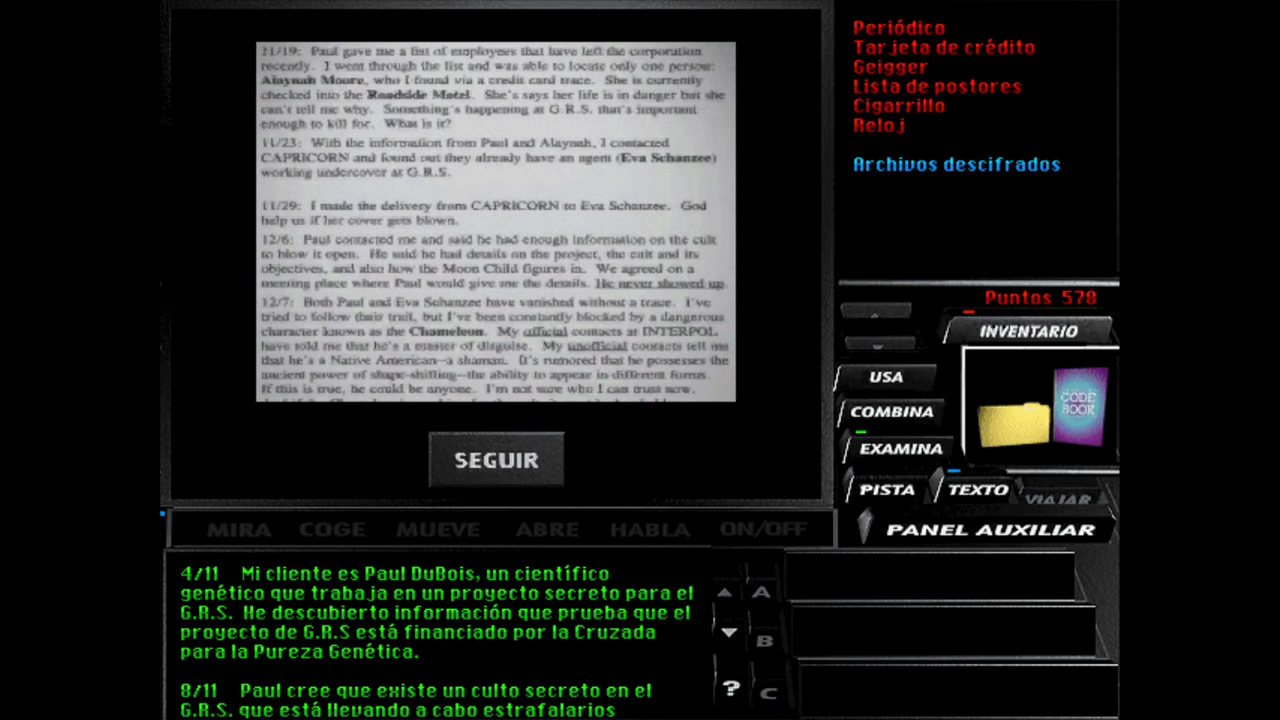 11/19: Paul gave me a list of employees that have left the corporation
recently. I went through the list and was able to locate only one person:
Alaynah Moore, who I found via a credit card trace. She is currently
checked into the Roadside Motel. She's says her life is in danger but she
can't tell me why. Something's happening at G.R.S. that's important
enough to kill for. What is it?
11/23: With the information from Paul and Alaynah, I contacted
CAPRICORN and found out they already have an agent (Eva Schanzee)
working undercover at G.R.S.
11/29: I made the delivery from CAPRICORN to Eva Schanzee. God
help us if her cover gets blown.
12/6: Paul contacted me and said he had enough information on the cult
to blow it open. He said he had details on the project, the cult and its
objectives, and also how the Moon Child figures in. We agreed on a
meeting place where Paul would give me the details. He never showed up.
12/7: Both Paul and Eva Schanzee have vanished without a trace. I've
tried to follow their trail, but I've been constantly blocked by a dangerous
character known as the Chameleon. My official contacts at INTERPOL
have told me that he's a master of disguise. My unofficial contacts tell me
that he's a Native American--a shaman. It's rumored that he possesses the
ancient power of shape-shifting--the ability to appear in different forms.
If this is true, he could be anyone. I'm not sure who I can trust now.
SEGUIR
Periódico
Tarjeta de crédito
Geigger
Lista de postores
Cigarrillo
Reloj
Archivos descifrados
Puntos 578
INVENTARIO
USA
COMBINA
EXAMINA
CODE
BOOK
PISTA TEXTO VIAJAR
PANEL AUXILIAR
MIRA COGE MUEVE ABRE HABLA ON/OFF
4/11 Mi cliente es Paul DuBois, un científico
genético que trabaja en un proyecto secreto para el
G.R.S. He descubierto información que prueba que el
proyecto de G.R.S está financiado por la Cruzada
para la Pureza Genética.
8/11 Paul cree que existe un culto secreto en el
G.R.S. que está llevando a cabo estrafalarios
A
B
? C